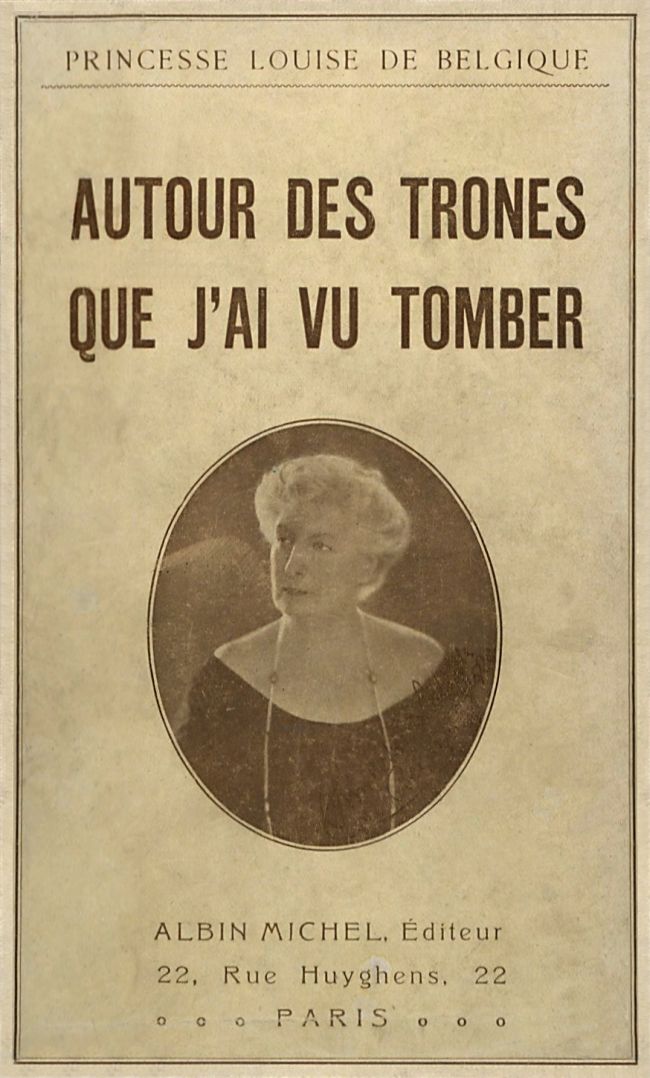 PRINCESSE LOUISE DE BELGIQUE
AUTOUR DES TRONES
QUE J'AI VU TOMBER
ALBIN MICHEL, Éditeur
22, Rue Huyghens, 22
PARIS